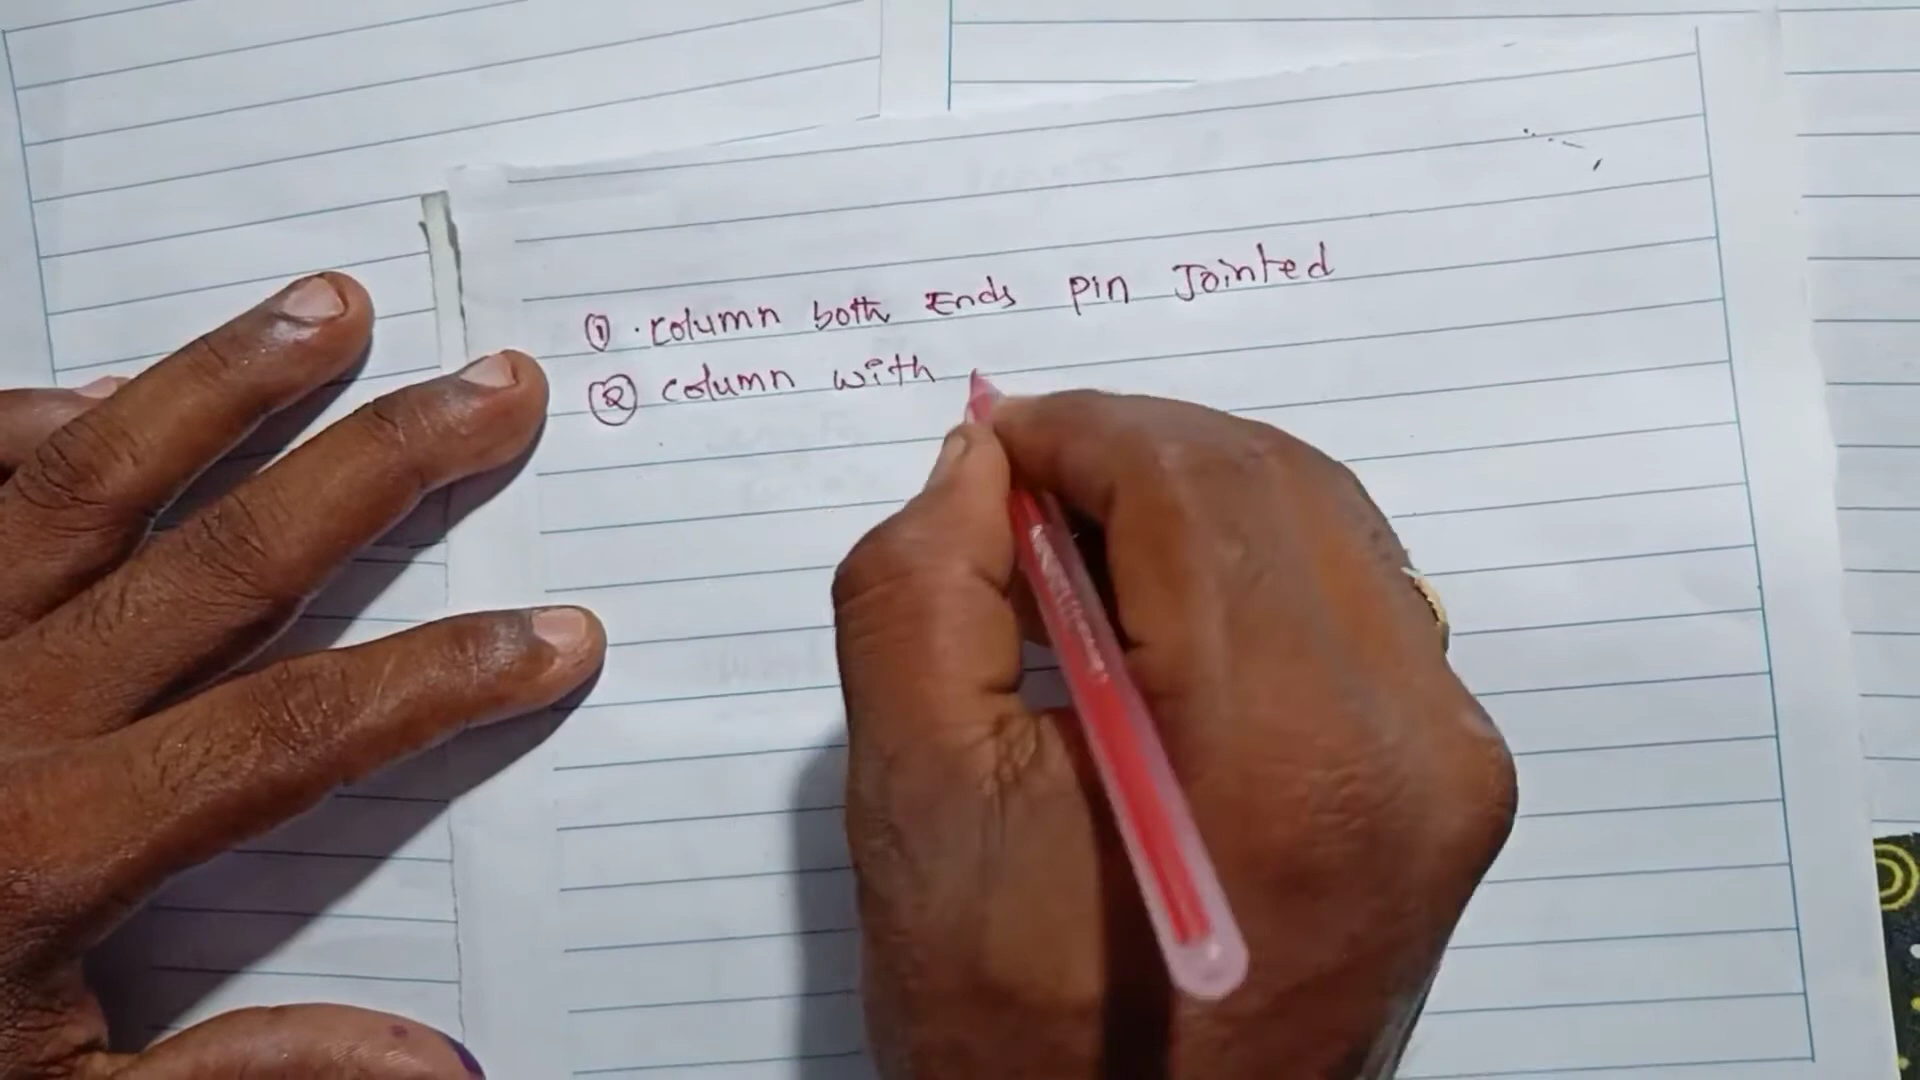 ① . column both Ends pin Jointed
② column with